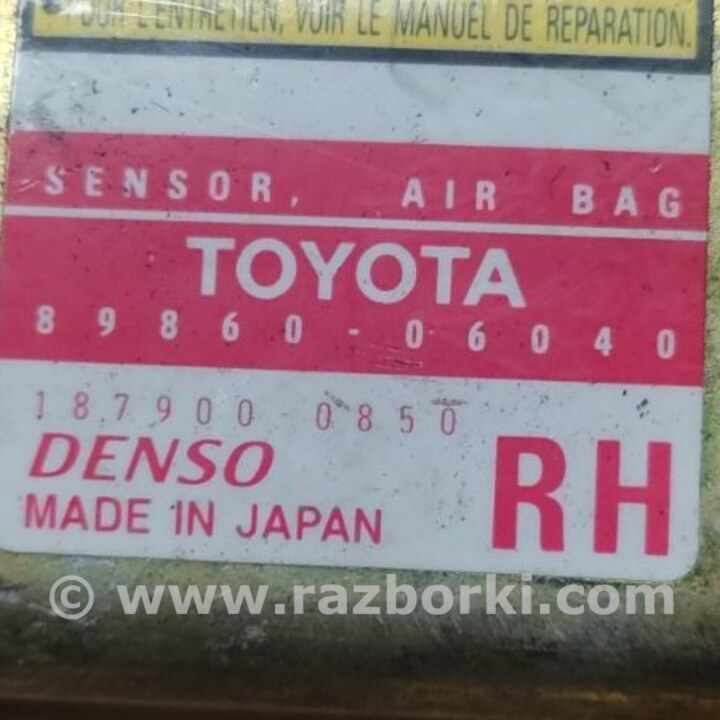 POUR L'ENTRETIEN, VOIR LE MANUEL DE REPARATION.
SENSOR, AIR BAG
TOYOTA
89860-06040
187900 0850
DENSO
RH
MADE IN JAPAN
© www.razborki.com